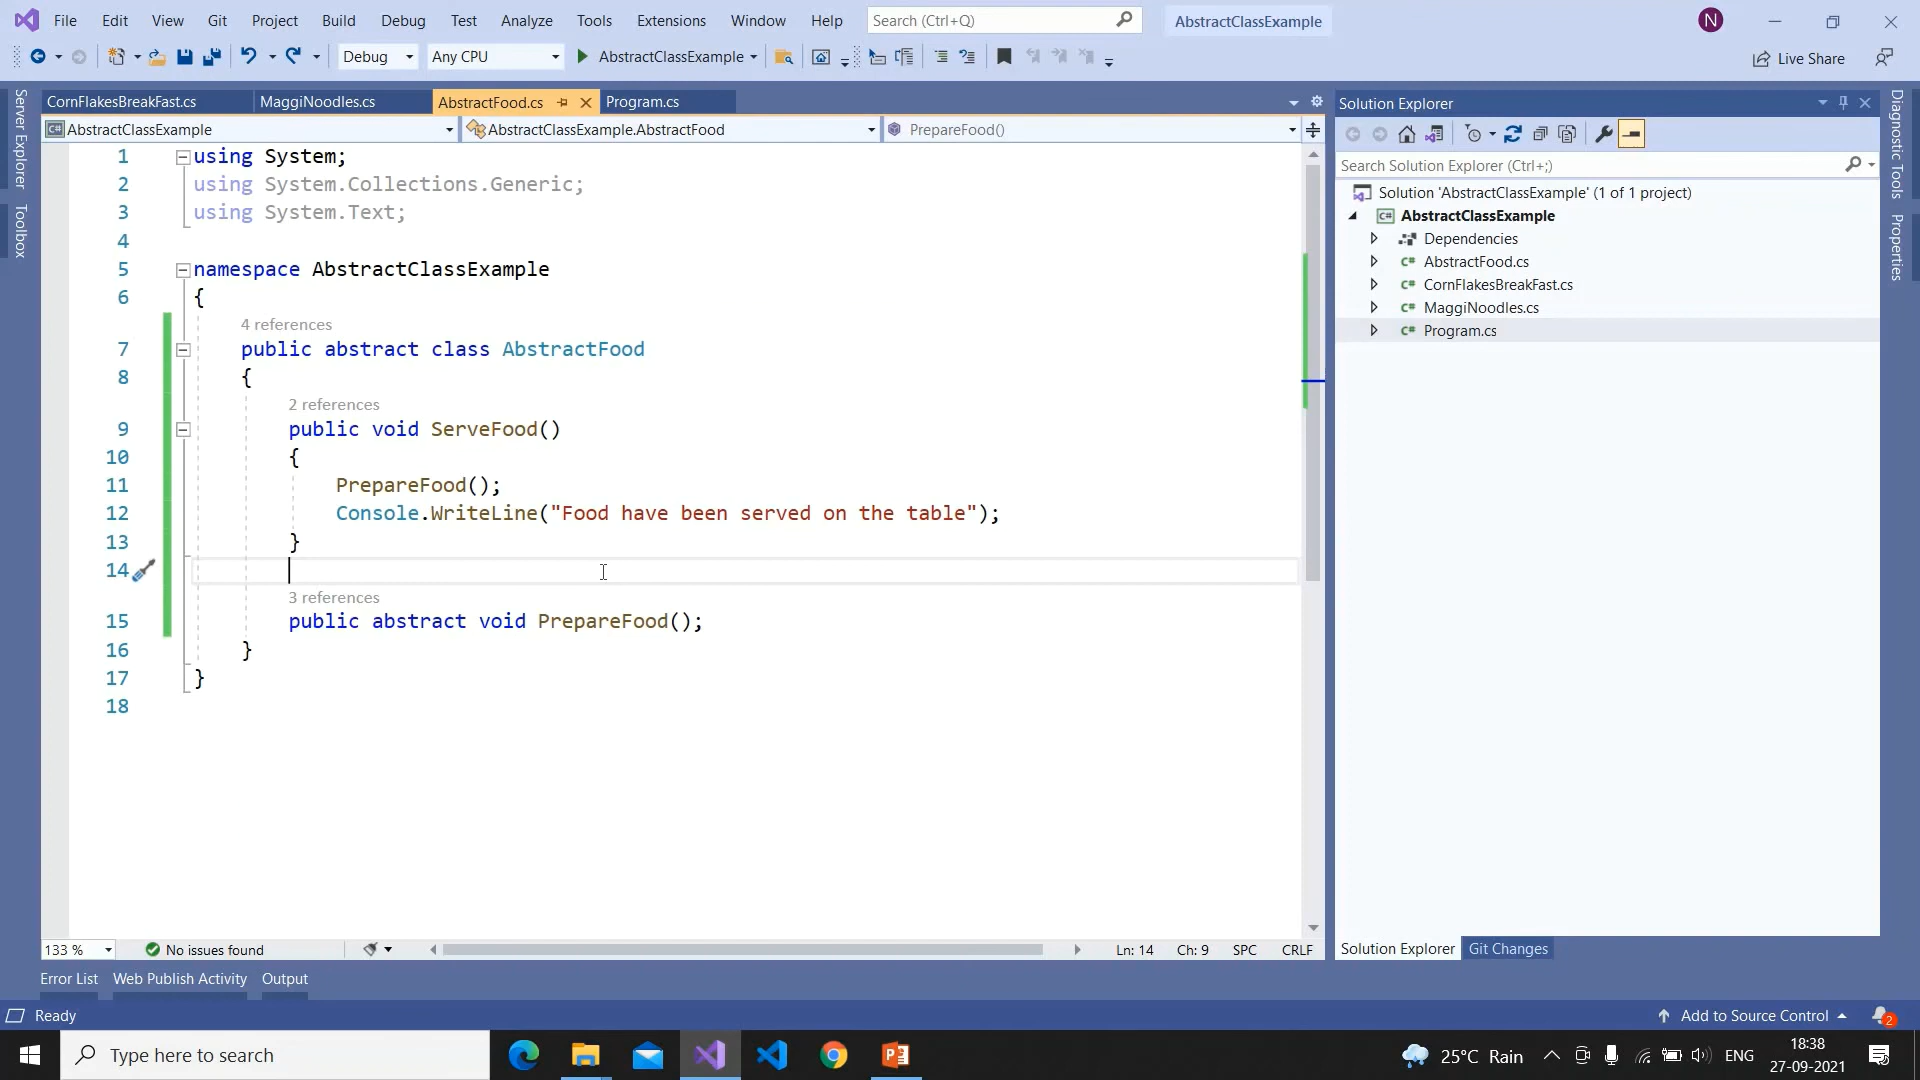 File Edit View Git Project Build Debug Test Analyze Tools Extensions Window Help Search (Ctrl+Q) AbstractClassExample N
Debug Any CPU AbstractClassExample Live Share
Server Explorer
Toolbox
CornFlakesBreakFast.cs MaggiNoodles.cs AbstractFood.cs Program.cs
C# AbstractClassExample AbstractClassExample.AbstractFood PrepareFood()
1 using System;
2 using System.Collections.Generic;
3 using System.Text;
4
5 namespace AbstractClassExample
6 {
4 references
7 public abstract class AbstractFood
8 {
2 references
9 public void ServeFood()
10 {
11 PrepareFood();
12 Console.WriteLine("Food have been served on the table");
13 }
14
3 references
15 public abstract void PrepareFood();
16 }
17 }
18
133 % No issues found Ln: 14 Ch: 9 SPC CRLF
Solution Explorer
Search Solution Explorer (Ctrl+;)
Solution 'AbstractClassExample' (1 of 1 project)
C# AbstractClassExample
Dependencies
C# AbstractFood.cs
C# CornFlakesBreakFast.cs
C# MaggiNoodles.cs
C# Program.cs
Solution Explorer Git Changes
Diagnostic Tools
Properties
Error List Web Publish Activity Output
Ready Add to Source Control 2
Type here to search 25°C Rain ENG 18:38
27-09-2021